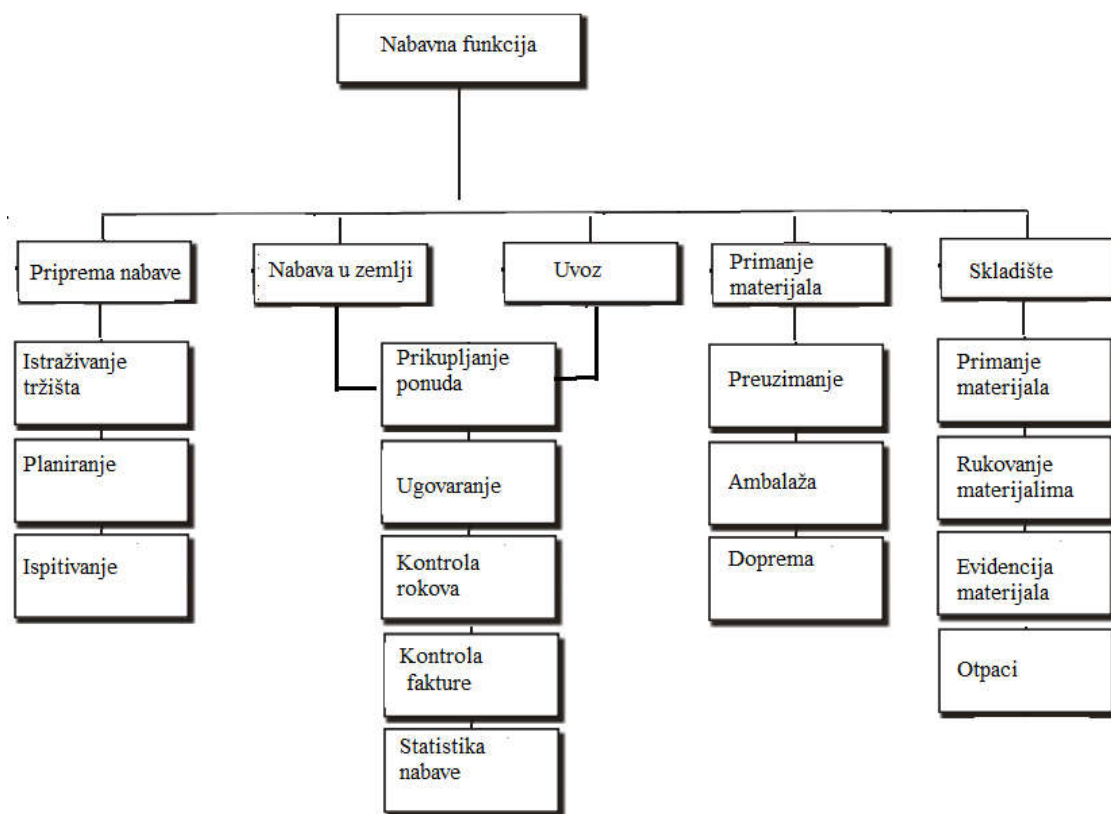 Nabavna funkcija
Priprema nabave
Nabava u zemlji
Uvoz
Primanje
materijala
Skladište
Istraživanje
tržišta
Planiranje
Ispitivanje
Prikupljanje
ponuda
Ugovaranje
Kontrola
rokova
Kontrola
fakture
Statistika
nabave
Preuzimanje
Ambalaža
Doprema
Primanje
materijala
Rukovanje
materijalima
Evidencija
materijala
Otpaci